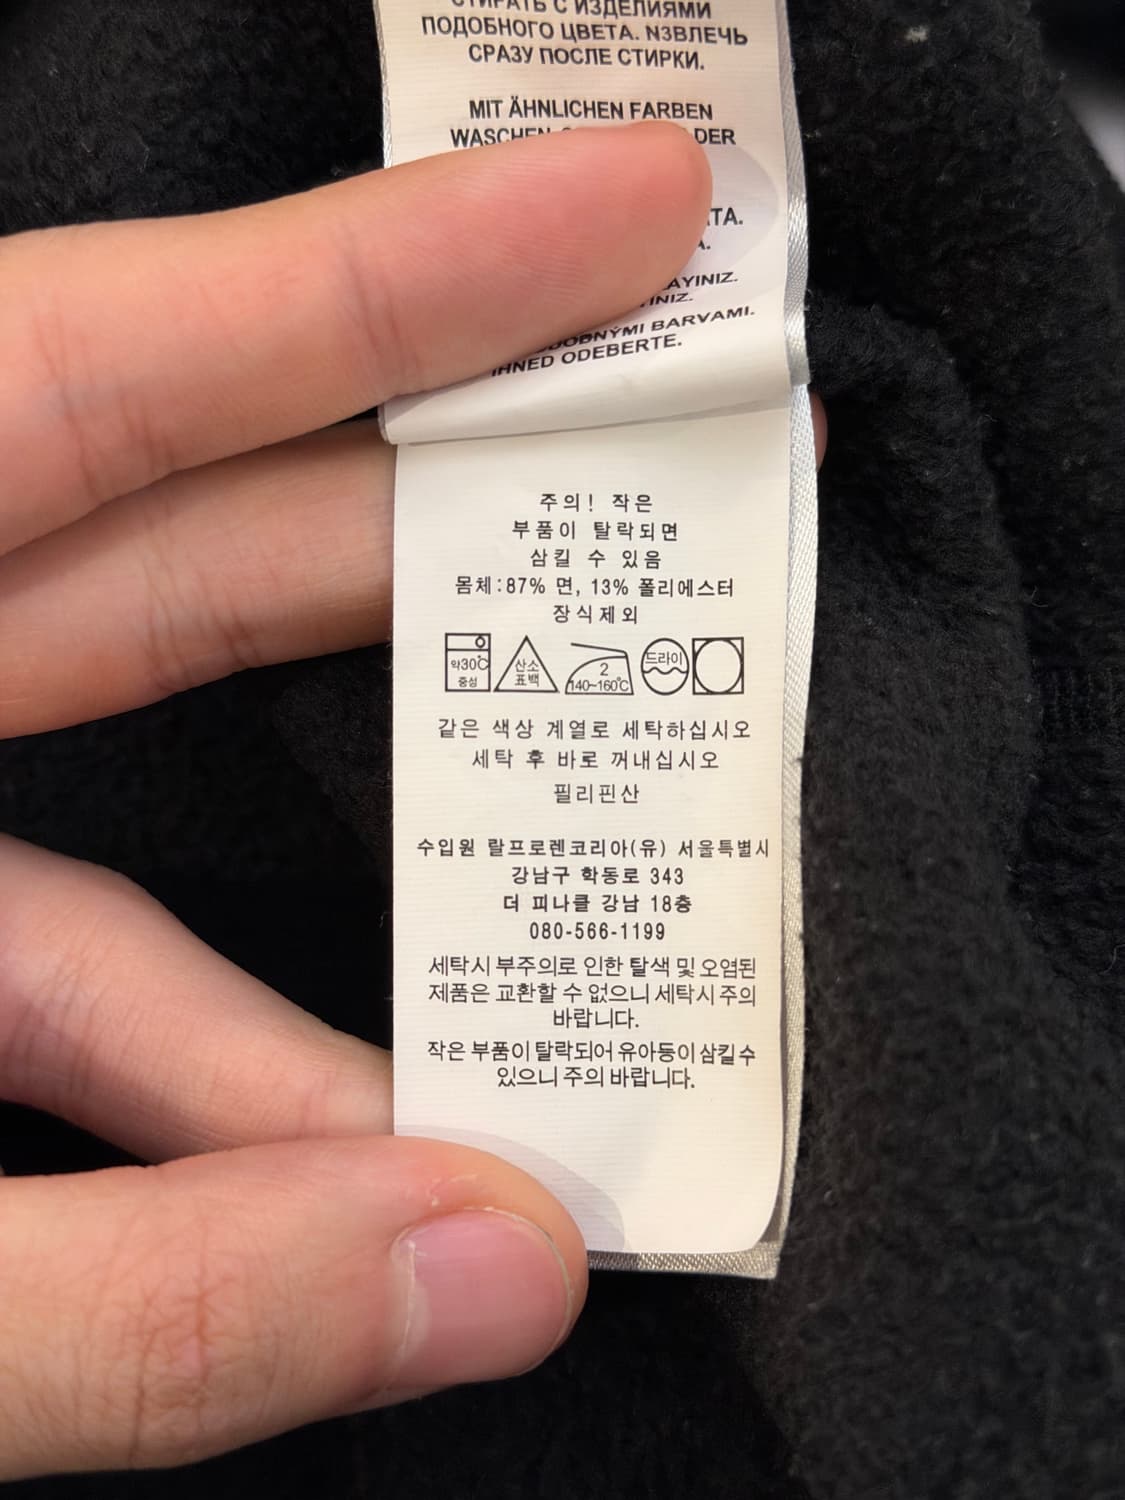 СТИРАТЬ С ИЗДЕЛИЯМИ
ПОДОБНОГО ЦВЕТА. NЗВЛЕЧЬ
СРАЗУ ПОСЛЕ СТИРКИ.
MIT ÄHNLICHEN FARBEN
WASCHEN
DER
IHNED ODEBERTE.
BARVAMI.
주의! 작은
부품이 탈락되면
삼킬 수 있음
몸체:87% 면, 13% 폴리에스터
장식제외
약30℃
중성
산소
표백
2
140~160℃
드라이
같은 색상 계열로 세탁하십시오
세탁 후 바로 꺼내십시오
필리핀산
수입원 랄프로렌코리아(유) 서울특별시
강남구 학동로 343
더 피나클 강남 18층
080-566-1199
세탁시 부주의로 인한 탈색 및 오염된
제품은 교환할 수 없으니 세탁시 주의
바랍니다.
작은 부품이 탈락되어 유아등이 삼킬수
있으니 주의 바랍니다.